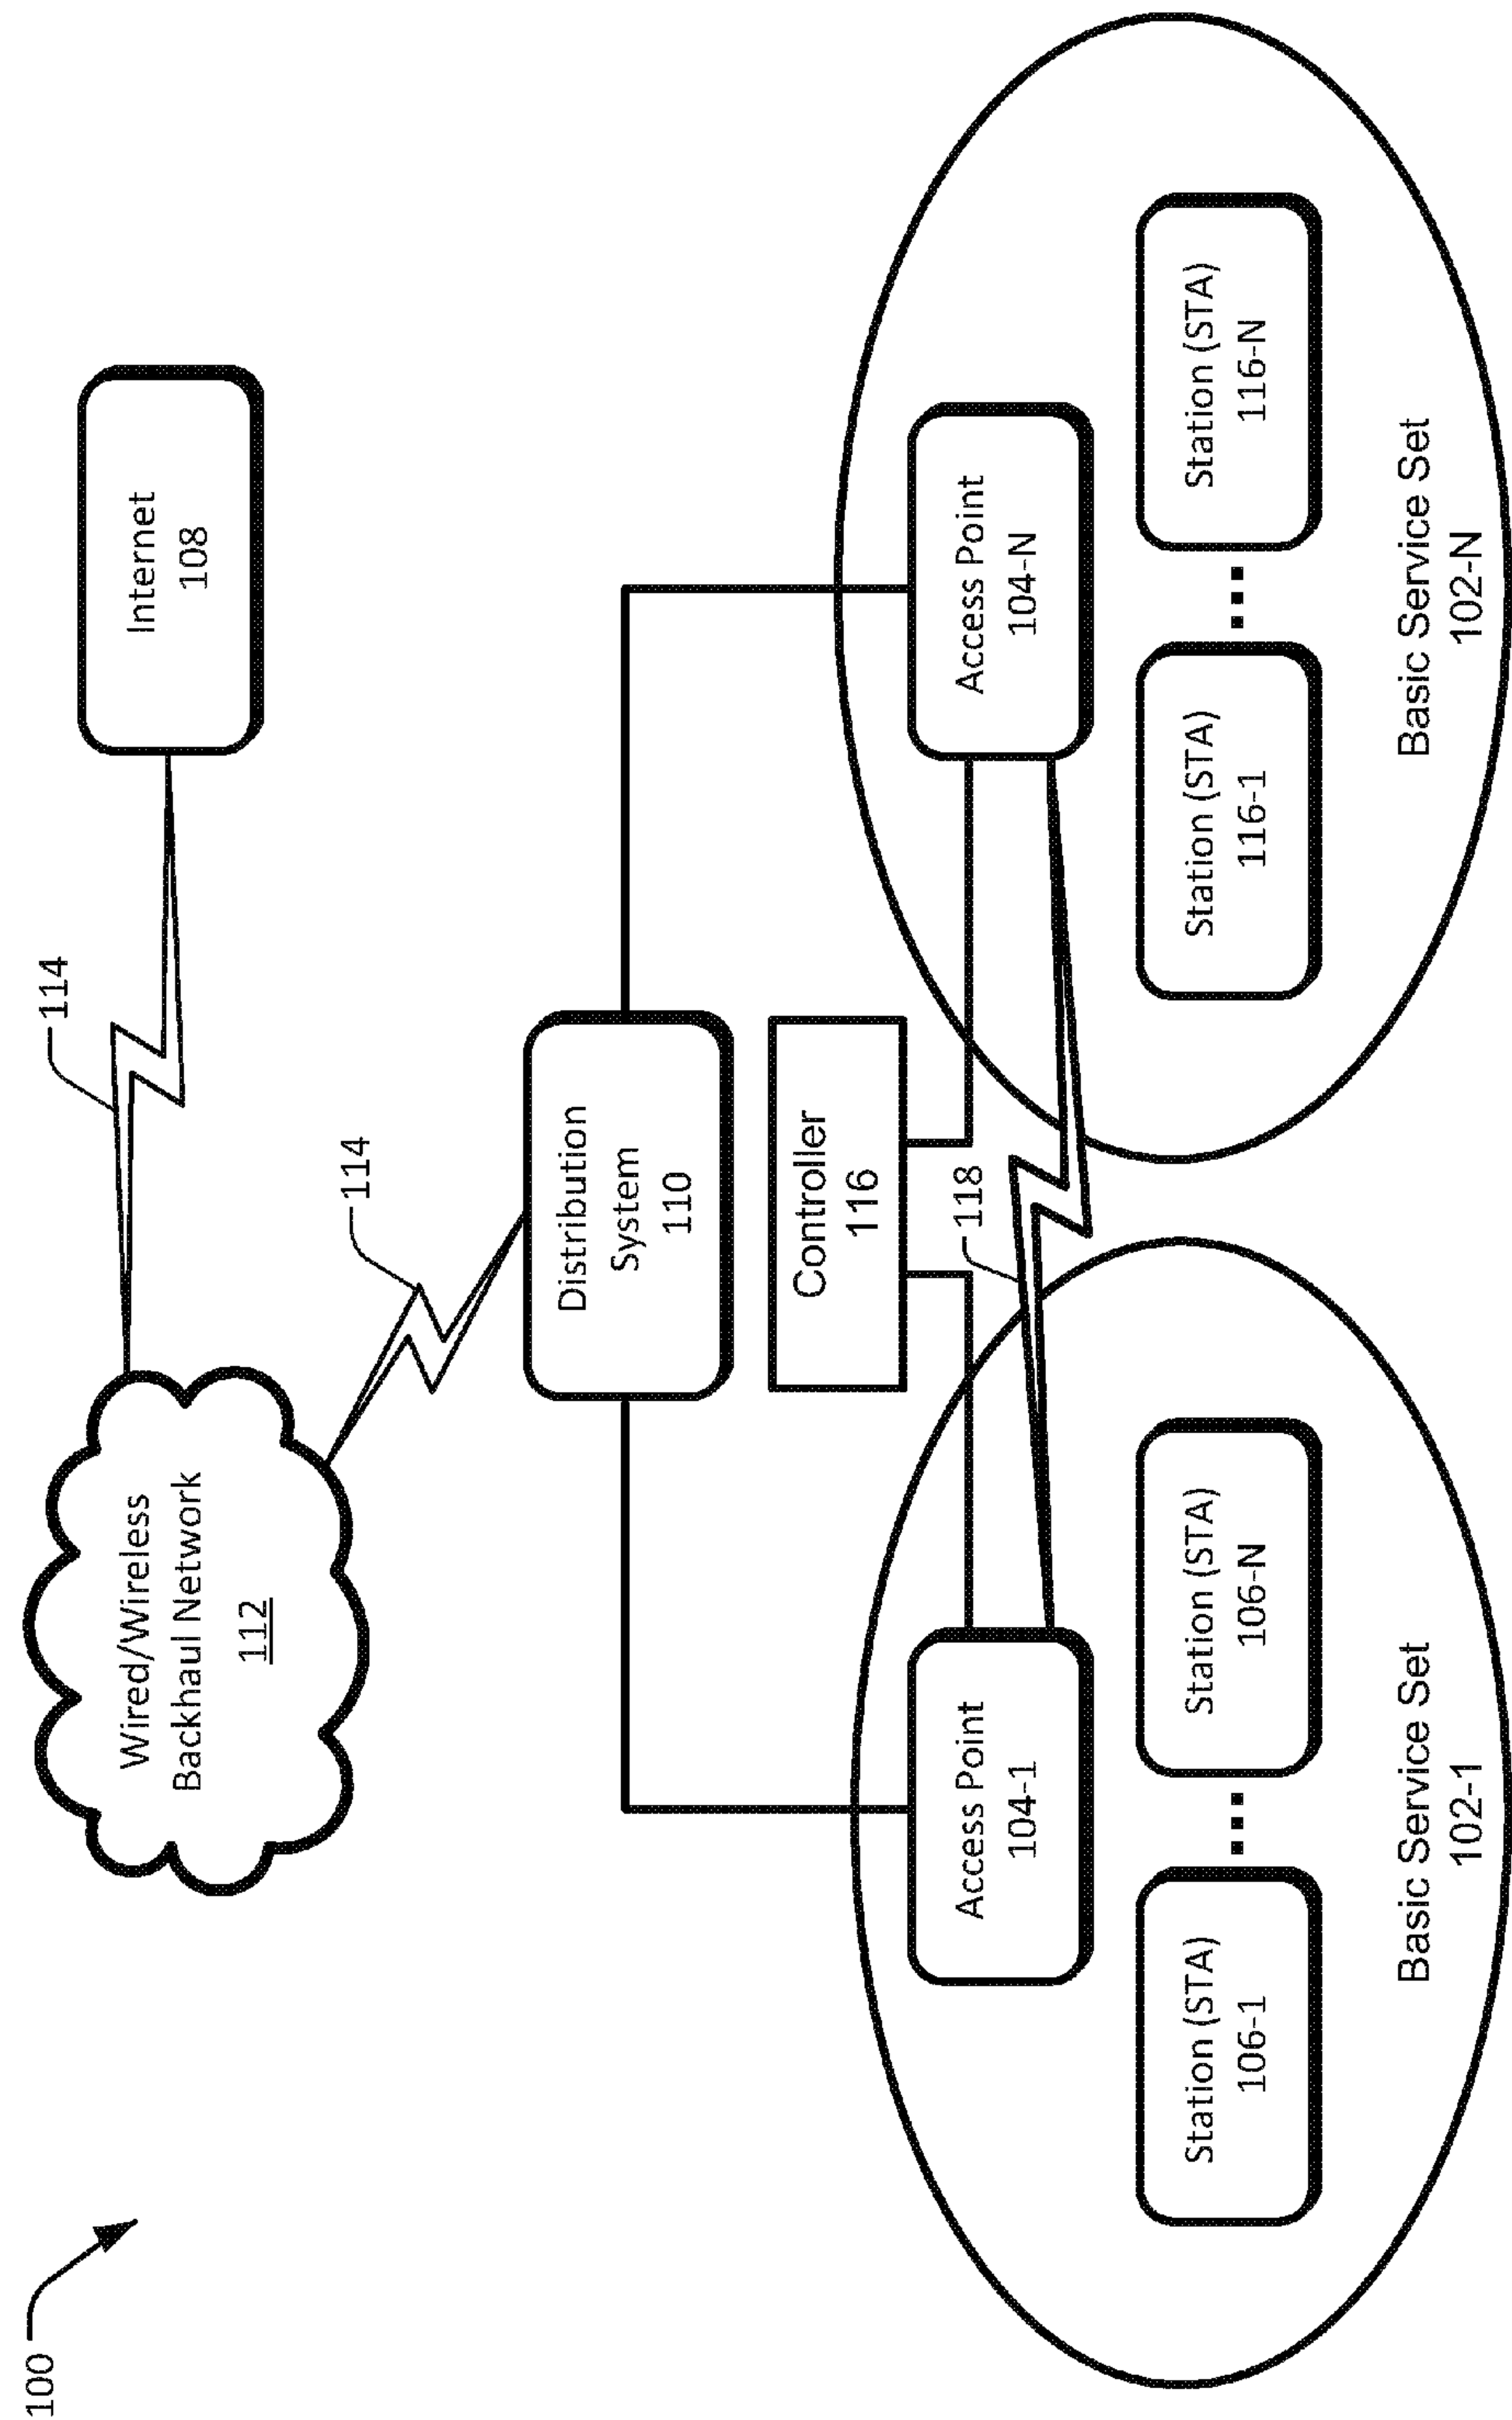 100
Wired/Wireless
Backhaul Network
112
114
Internet
108
114
Distribution
System
110
Controller
116
118
Access Point
104-1
Station (STA)
106-1
...
Station (STA)
106-N
Basic Service Set
102-1
Access Point
104-N
Station (STA)
116-1
...
Station (STA)
116-N
Basic Service Set
102-N